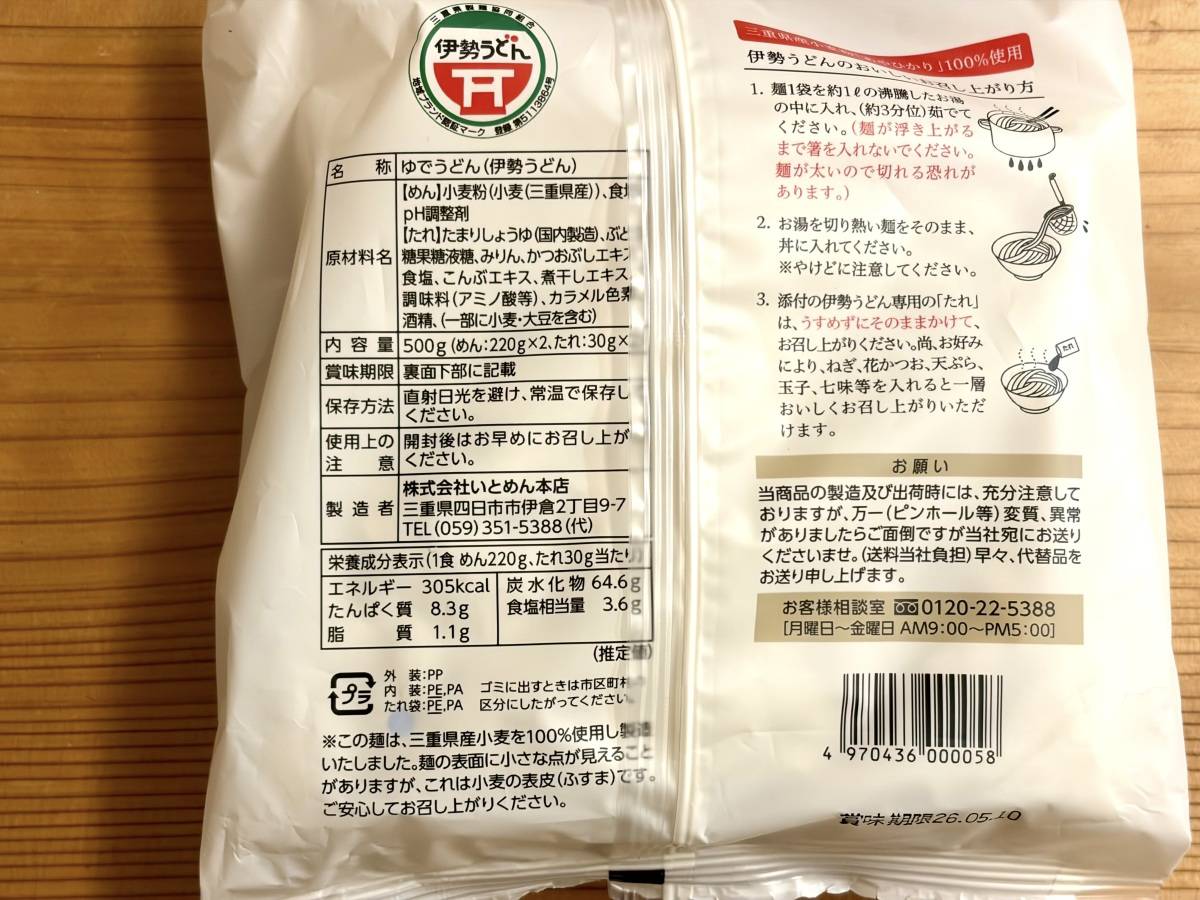 三重県製麺協同組合
伊勢うどん
地域ブランド認証マーク 登録 第5113864号
名称 ゆでうどん(伊勢うどん)
原材料名
【めん】小麦粉(小麦(三重県産))、食塩
pH調整剤
【たれ】たまりしょうゆ(国内製造)、ぶど
糖果糖液糖、みりん、かつおぶしエキス
食塩、こんぶエキス、煮干しエキス
調味料(アミノ酸等)、カラメル色素
酒精、(一部に小麦・大豆を含む)
内容量 500g(めん:220g×2、たれ:30g×
賞味期限 裏面下部に記載
保存方法 直射日光を避け、常温で保存し
ください。
使用上の注意 開封後はお早めにお召し上が
ください。
製造者 株式会社いとめん本店
三重県四日市市伊倉2丁目9-7
TEL(059)351-5388(代)
栄養成分表示(1食 めん220g、たれ30g当たり)
エネルギー 305kcal 炭水化物 64.6g
たんぱく質 8.3g 食塩相当量 3.6g
脂質 1.1g
(推定値)
プラ
外装:PP
内装:PE,PA ゴミに出すときは市区町村
たれ袋:PE,PA 区分にしたがってください
※この麺は、三重県産小麦を100%使用し製造
いたしました。麺の表面に小さな点が見えること
がありますが、これは小麦の表皮(ふすま)です。
ご安心してお召し上がりください。
三重県産小麦 ひかり」100%使用
伊勢うどんのおいしいお召し上がり方
1. 麺1袋を約1ℓの沸騰したお湯
の中に入れ、(約3分位)茹でて
ください。(麺が浮き上がる
まで箸を入れないでください。
麺が太いので切れる恐れが
あります。)
2. お湯を切り熱い麺をそのまま、
丼に入れてください。
※やけどに注意してください。
3. 添付の伊勢うどん専用の「たれ」
は、うすめずにそのままかけて、
お召し上がりください。尚、お好み
により、ねぎ、花かつお、天ぷら、
玉子、七味等を入れると一層
おいしくお召し上がりいただ
けます。
たれ
お願い
当商品の製造及び出荷時には、充分注意して
おりますが、万一(ピンホール等)変質、異常
がありましたらご面倒ですが当社宛にお送り
くださいませ。(送料当社負担)早々、代替品を
お送り申し上げます。
お客様相談室 0120-22-5388
[月曜日〜金曜日 AM9:00〜PM5:00]
4 970436 000058
賞味期限26.05.10